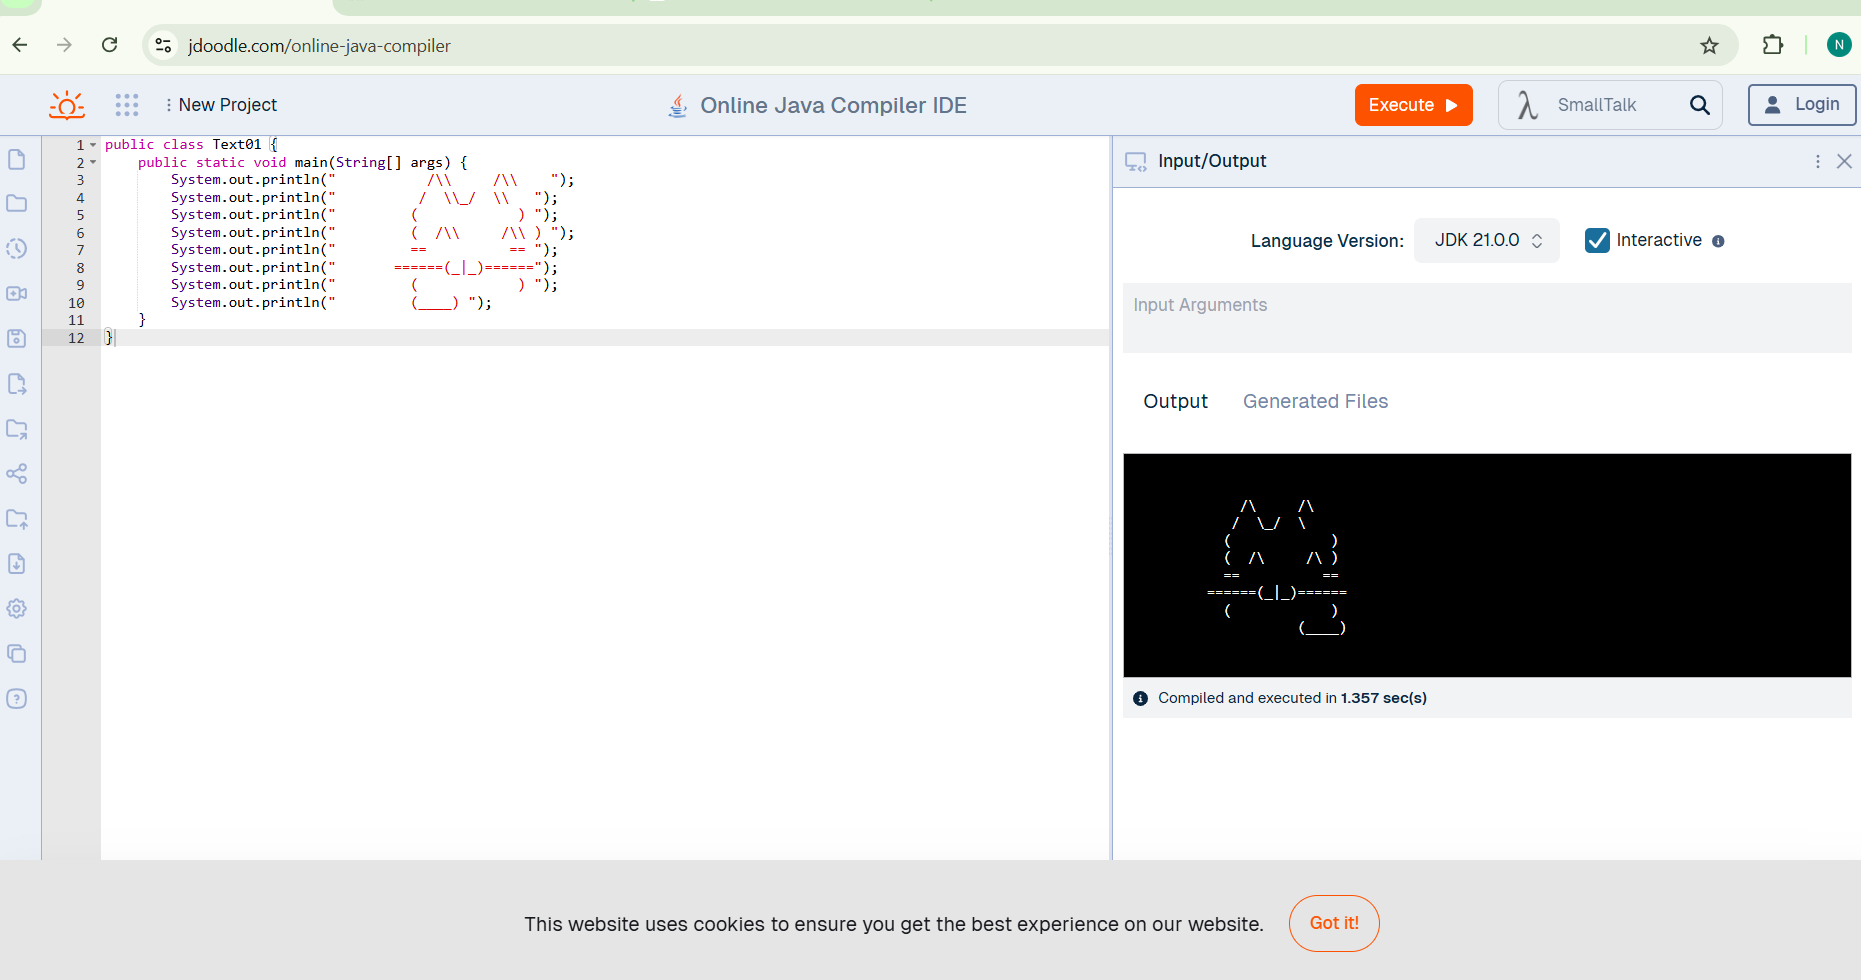 jdoodle.com/online-java-compiler
N
New Project
Online Java Compiler IDE
Execute
SmallTalk
Login
1 public class Text01 {
2     public static void main(String[] args) {
3         System.out.println("           /\\     /\\    ");
4         System.out.println("          /  \\_/  \\   ");
5         System.out.println("         (            ) ");
6         System.out.println("         (  /\\     /\\ ) ");
7         System.out.println("         ==          == ");
8         System.out.println("       ======(_|_)======");
9         System.out.println("         (            ) ");
10         System.out.println("         (____) ");
11     }
12 }
Input/Output
Language Version: JDK 21.0.0 Interactive
Input Arguments
Output Generated Files
           /\     /\
          /  \_/  \
         (            )
         (  /\     /\ )
         ==          ==
       ======(_|_)======
         (            )
                  (____)
Compiled and executed in 1.357 sec(s)
This website uses cookies to ensure you get the best experience on our website. Got it!